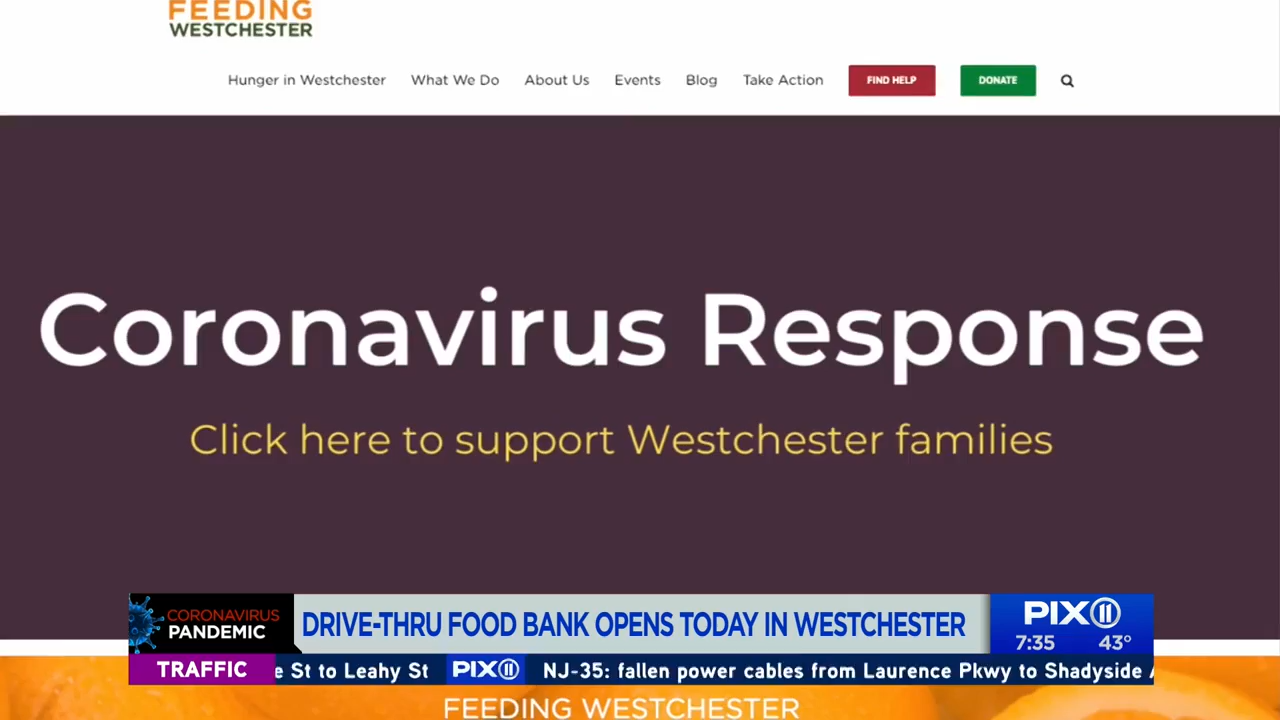 FEEDING
WESTCHESTER
Hunger in Westchester What We Do About Us Events Blog Take Action FIND HELP DONATE
Coronavirus Response
Click here to support Westchester families
CORONAVIRUS
PANDEMIC
DRIVE-THRU FOOD BANK OPENS TODAY IN WESTCHESTER
PIX11
7:35 43°
TRAFFIC e St to Leahy St PIX11 NJ-35: fallen power cables from Laurence Pkwy to Shadyside
FEEDING WESTCHESTER